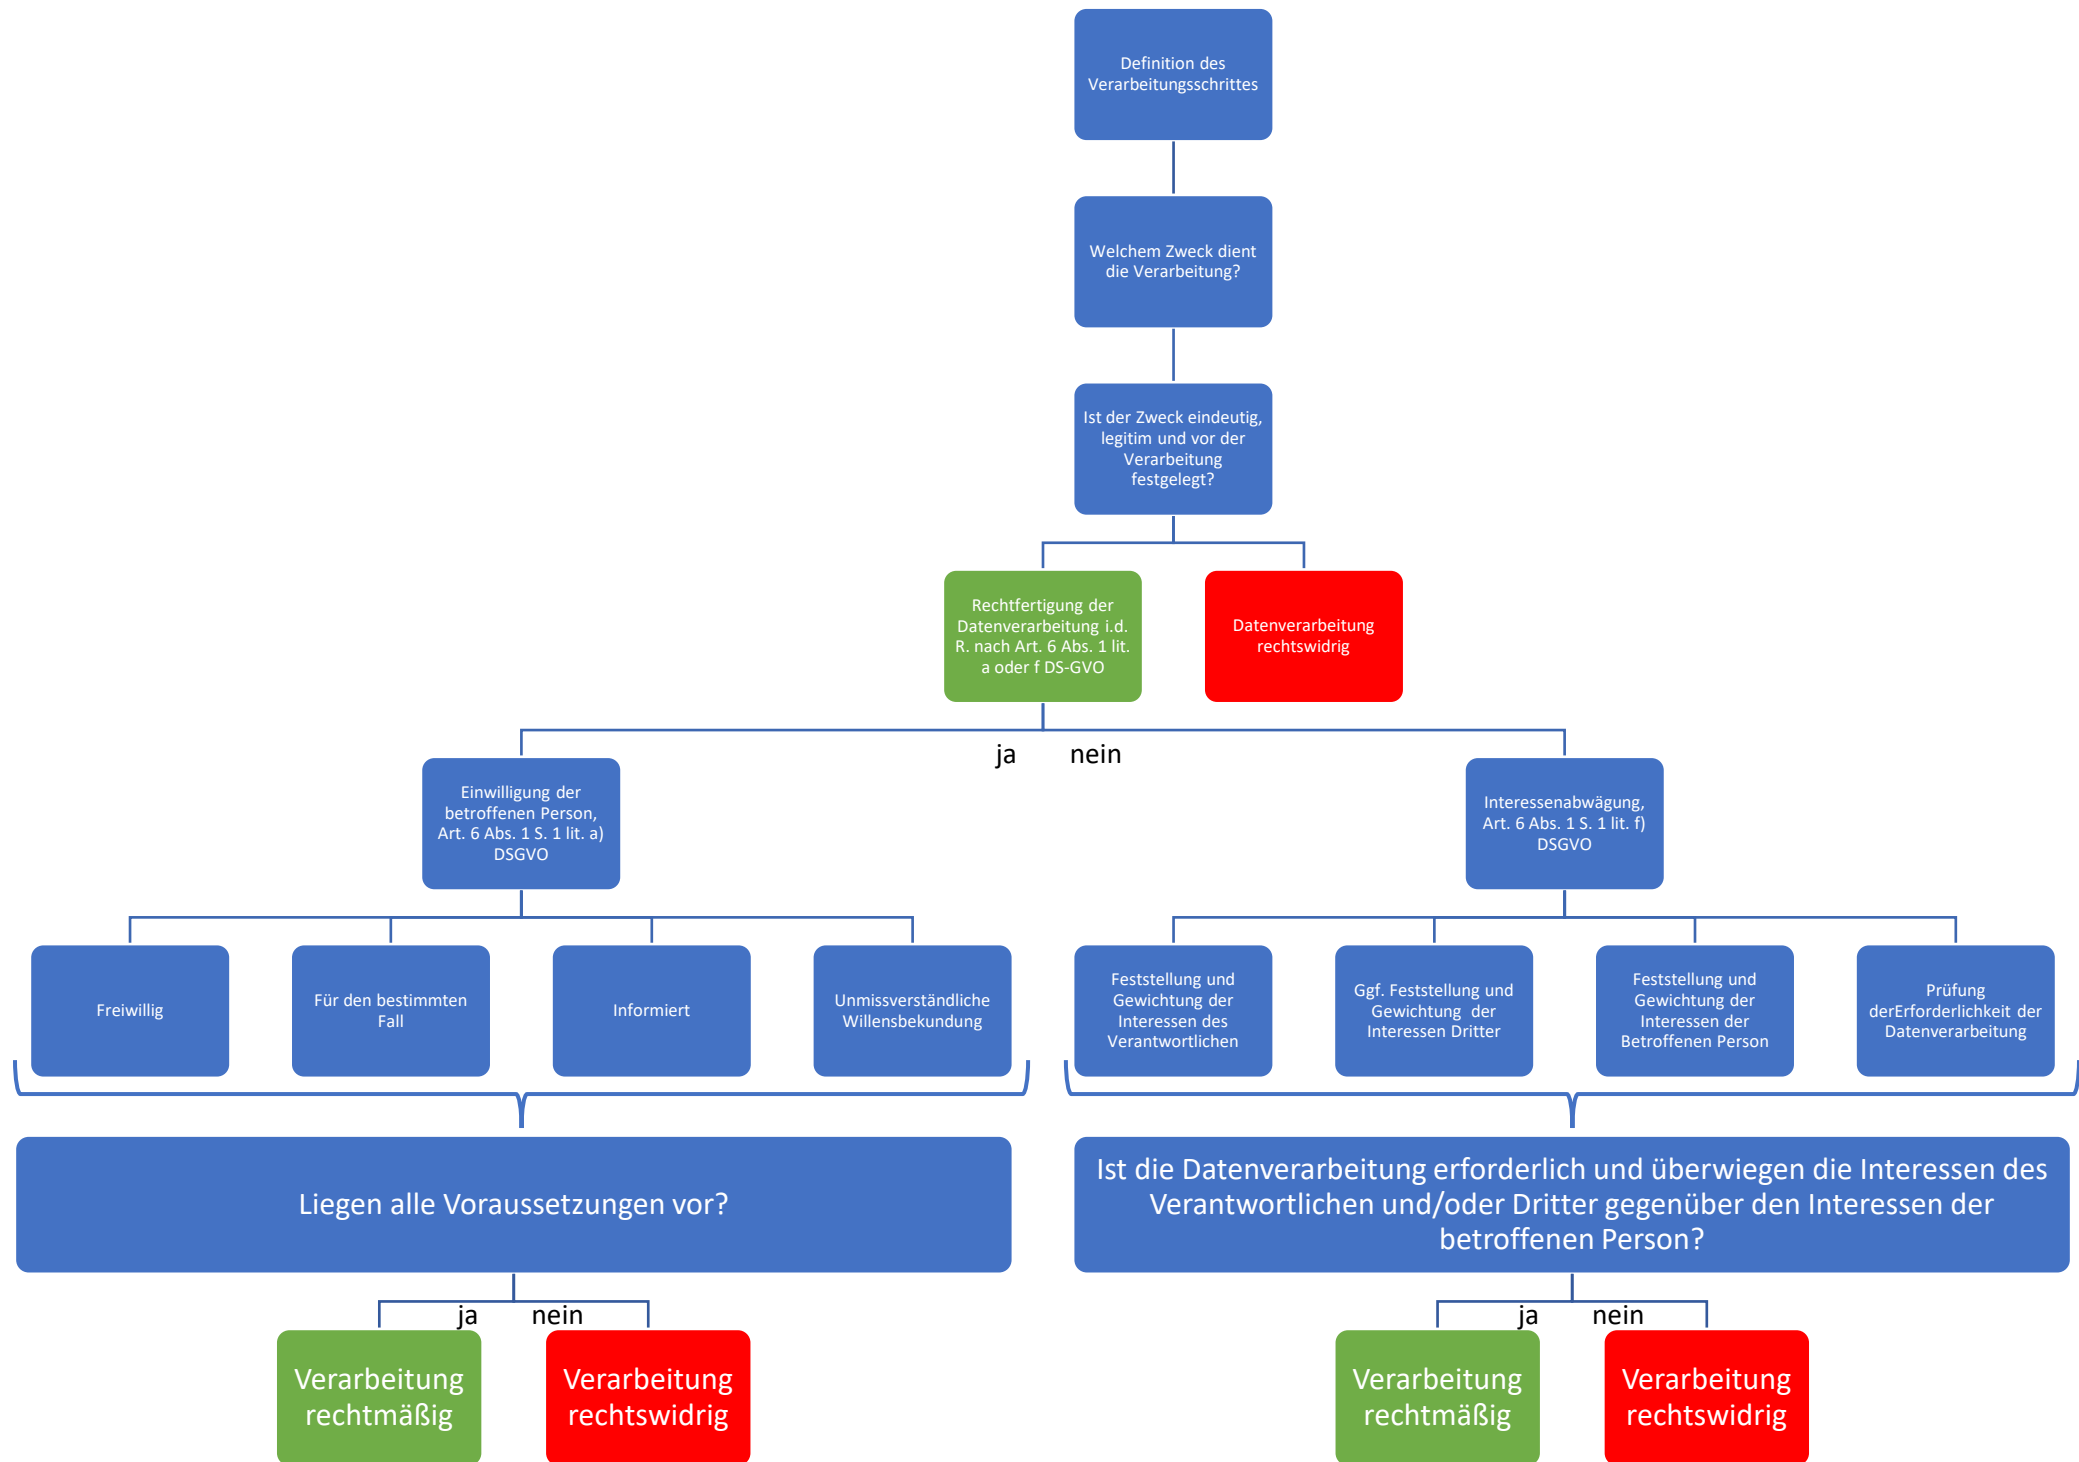 Definition des
Verarbeitungsschrittes
Welchem Zweck dient
die Verarbeitung?
Ist der Zweck eindeutig,
legitim und vor der
Verarbeitung
festgelegt?
Rechtfertigung der
Datenverarbeitung i.d.
R. nach Art. 6 Abs. 1 lit.
a oder f DS-GVO
Datenverarbeitung
rechtswidrig
ja
nein
Einwilligung der
betroffenen Person,
Art. 6 Abs. 1 S. 1 lit. a)
DSGVO
Interessenabwägung,
Art. 6 Abs. 1 S. 1 lit. f)
DSGVO
Freiwillig
Für den bestimmten
Fall
Informiert
Unmissverständliche
Willensbekundung
Feststellung und
Gewichtung der
Interessen des
Verantwortlichen
Ggf. Feststellung und
Gewichtung der
Interessen Dritter
Feststellung und
Gewichtung der
Interessen der
Betroffenen Person
Prüfung
derErforderlichkeit der
Datenverarbeitung
Liegen alle Voraussetzungen vor?
Ist die Datenverarbeitung erforderlich und überwiegen die Interessen des
Verantwortlichen und/oder Dritter gegenüber den Interessen der
betroffenen Person?
ja
nein
ja
nein
Verarbeitung
rechtmäßig
Verarbeitung
rechtswidrig
Verarbeitung
rechtmäßig
Verarbeitung
rechtswidrig